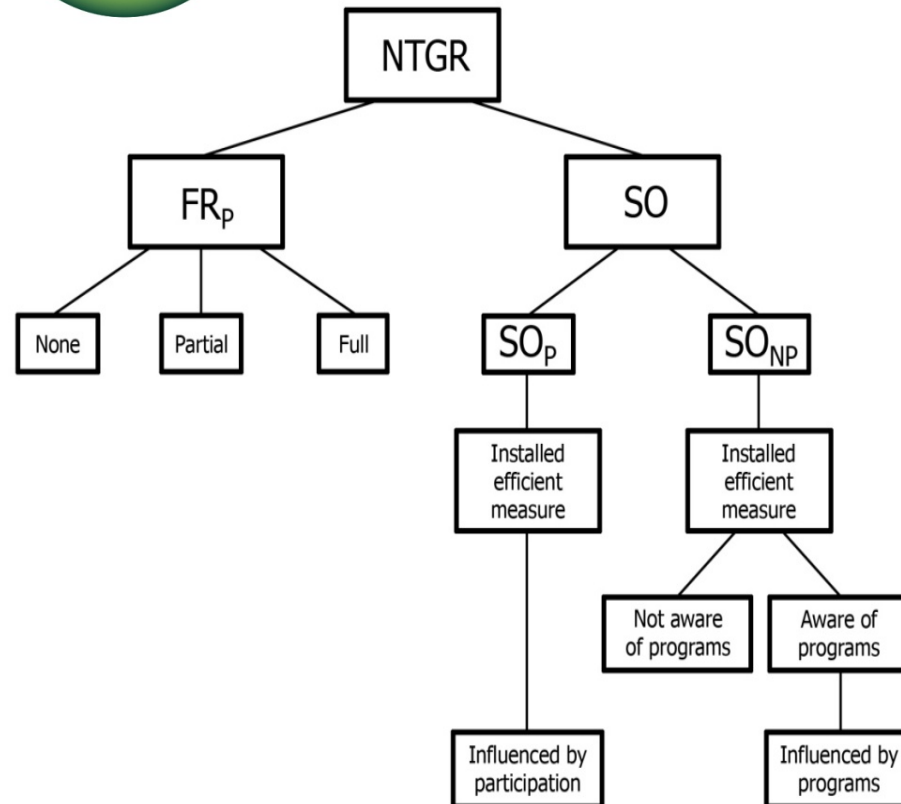 NTGR
FRP
SO
None
Partial
Full
SOP
SONP
Installed
efficient
measure
Installed
efficient
measure
Not aware
of programs
Aware of
programs
Influenced by
participation
Influenced by
programs